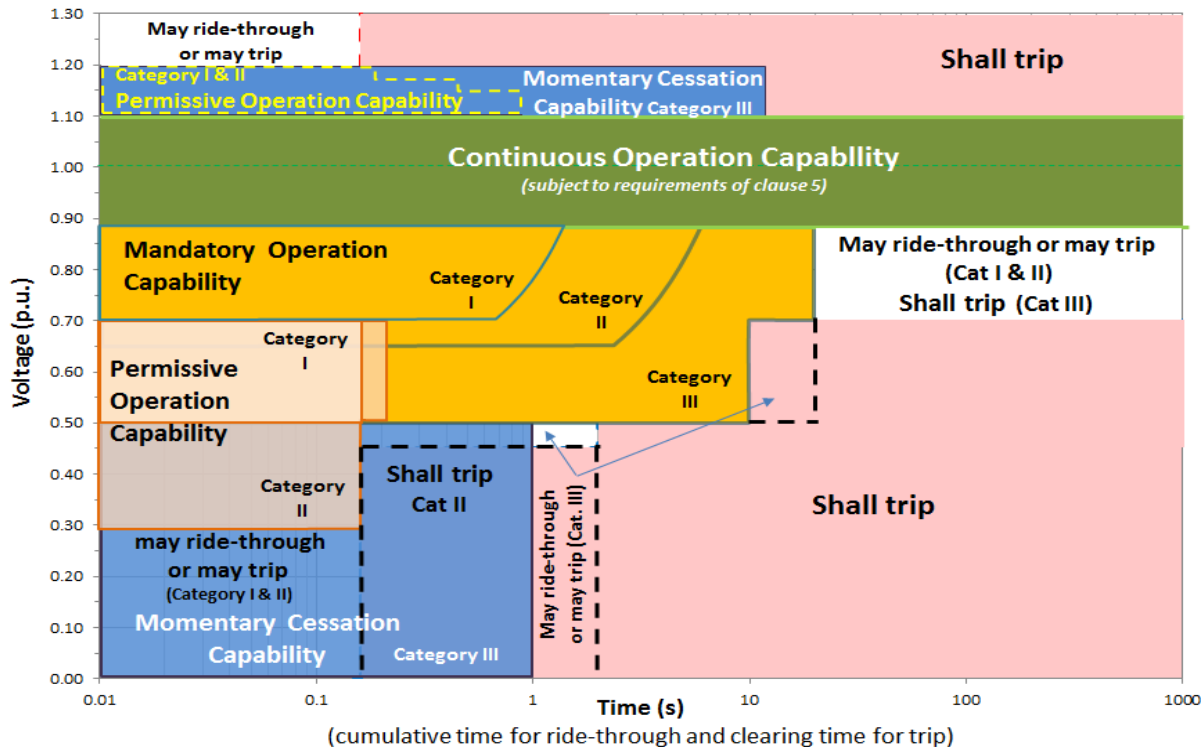 1.30
1.20
1.10
1.00
0.90
0.80
0.70
0.60
0.50
0.40
0.30
0.20
0.10
0.00
Voltage (p.u.)
May ride-through
or may trip
Shall trip
Category I & II
Permissive Operation Capability
Momentary Cessation
Capability Category III
Continuous Operation Capabllity
(subject to requirements of clause 5)
Mandatory Operation
Capability
Category
I
Category
II
Category
III
May ride-through or may trip
(Cat I & II)
Shall trip (Cat III)
Category
I
Permissive
Operation
Capability
Category
II
Shall trip
Cat II
May ride-through
or may trip (Cat. III)
Shall trip
may ride-through
or may trip
(Category I & II)
Momentary Cessation
Capability
Category III
0.01
0.1
1
10
100
1000
Time (s)
(cumulative time for ride-through and clearing time for trip)